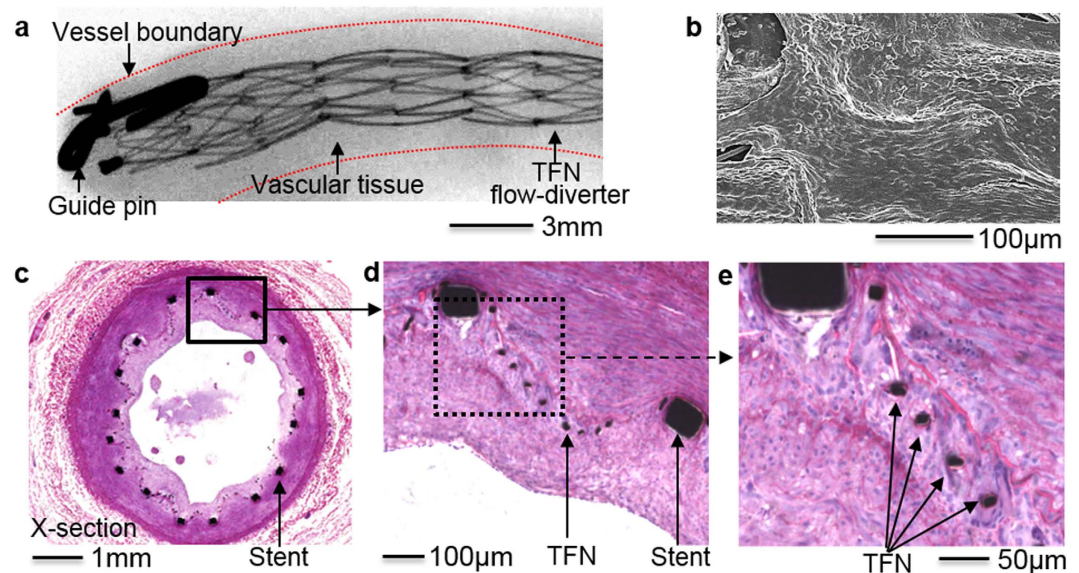 a
Vessel boundary
Vascular tissue
TFN
flow-diverter
Guide pin
3mm
b
100µm
c
X-section
1mm
Stent
d
100µm
TFN
Stent
e
TFN
50µm